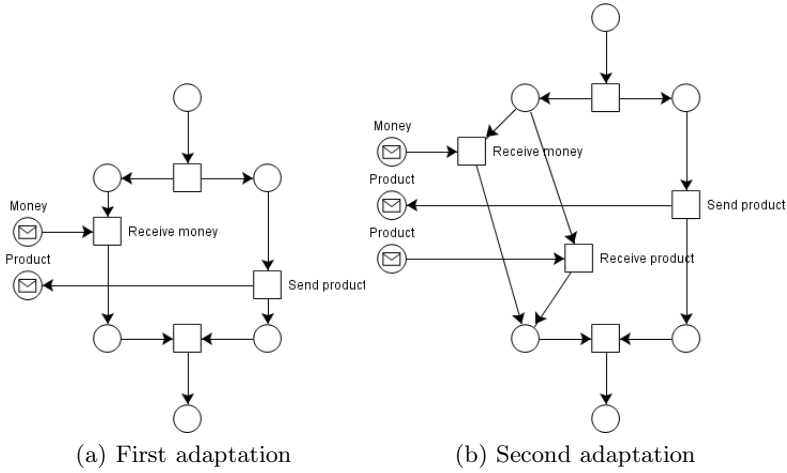 Money
Receive money
Product
Send product
(a) First adaptation
Money
Receive money
Product
Send product
Product
Receive product
(b) Second adaptation